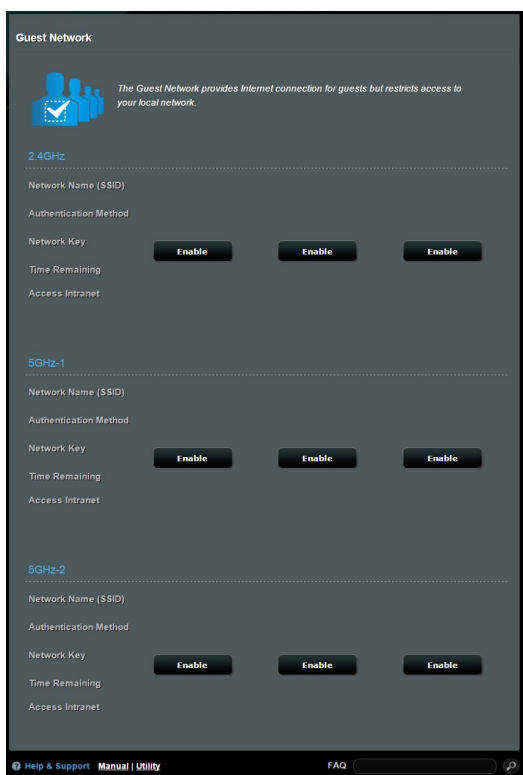 Guest Network
The Guest Network provides Internet connection for guests but restricts access to
your local network.
2.4GHz
Network Name (SSID)
Authentication Method
Network Key
Enable Enable Enable
Time Remaining
Access Intranet
5GHz-1
Network Name (SSID)
Authentication Method
Network Key
Enable Enable Enable
Time Remaining
Access Intranet
5GHz-2
Network Name (SSID)
Authentication Method
Network Key
Enable Enable Enable
Time Remaining
Access Intranet
Help & Support Manual | Utility FAQ